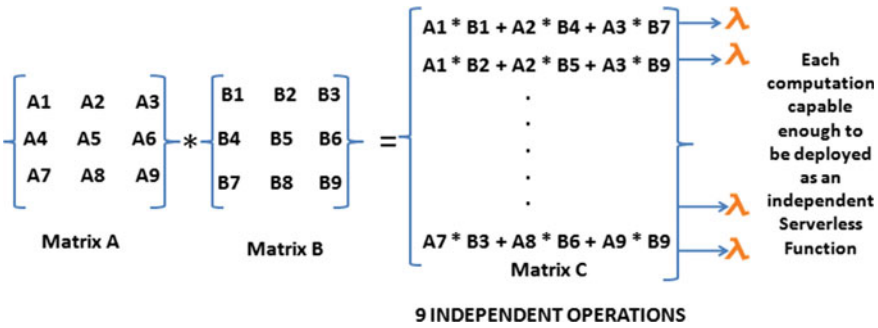 A1 * B1 + A2 * B4 + A3 * B7 λ
A1 * B2 + A2 * B5 + A3 * B9 λ
A1 A2 A3
A4 A5 A6
A7 A8 A9
Matrix A
*
B1 B2 B3
B4 B5 B6
B7 B8 B9
Matrix B
=
.
.
.
.
.
λ
A7 * B3 + A8 * B6 + A9 * B9 λ
Matrix C
Each
computation
capable
enough to
be deployed
as an
independent
Serverless
Function
9 INDEPENDENT OPERATIONS